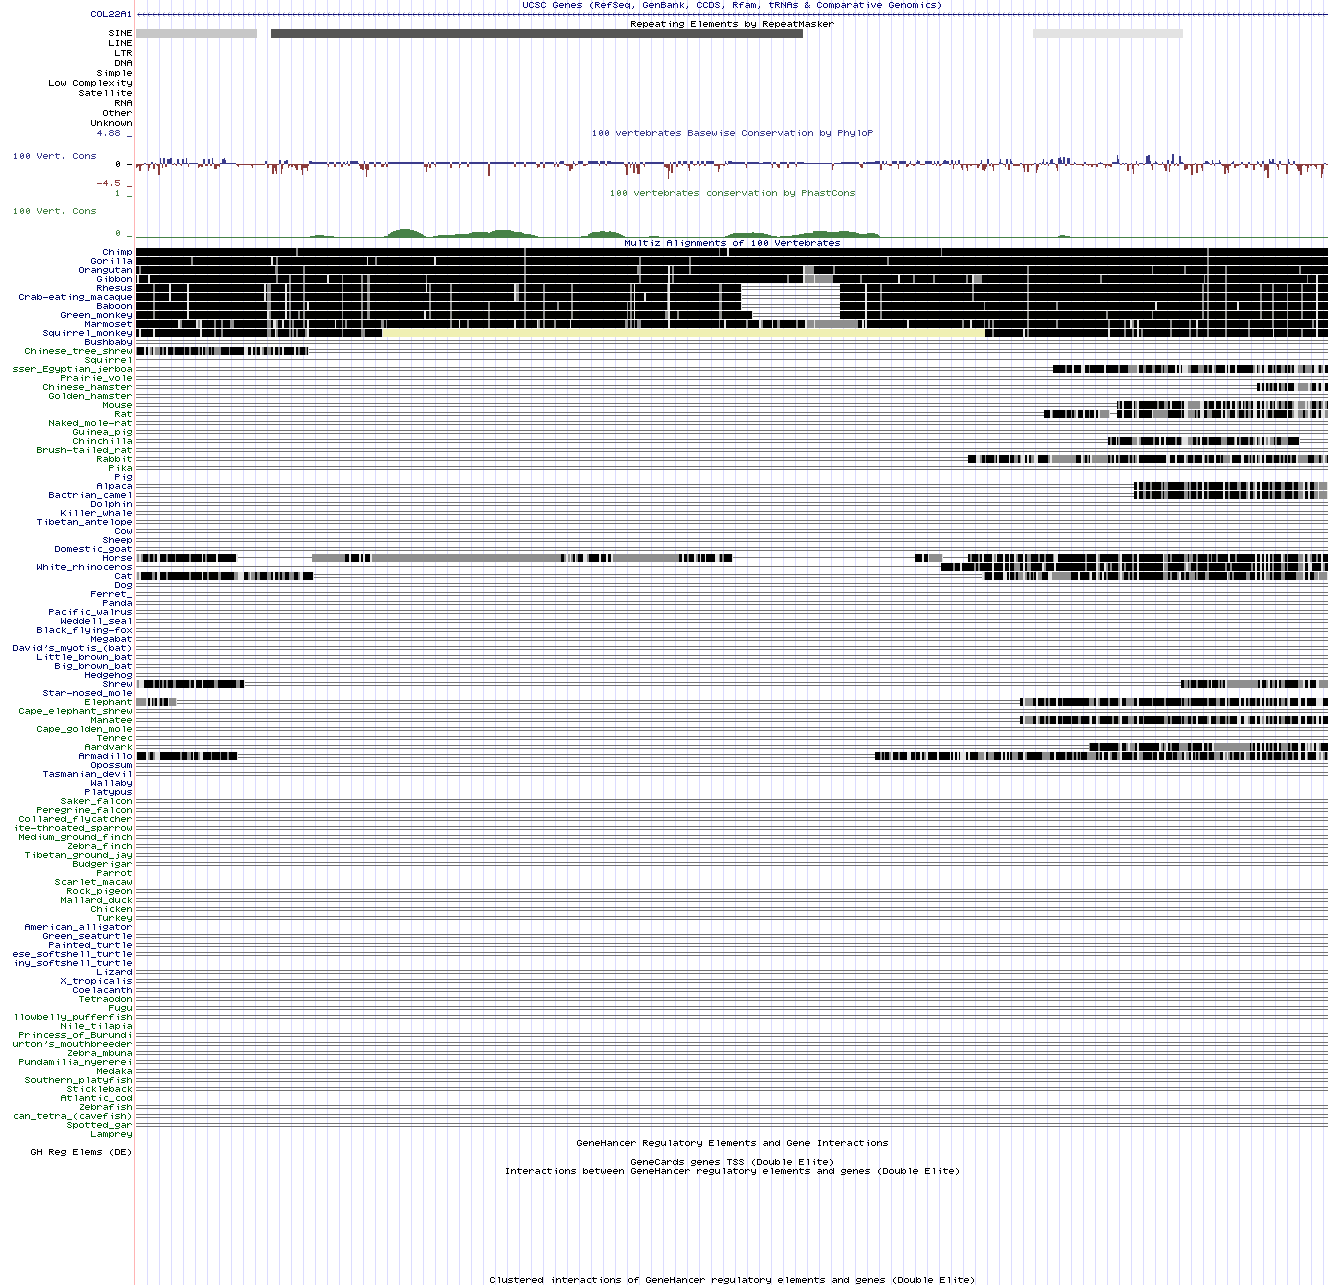 UCSC Genes (RefSeq, GenBank, CCDS, Rfam, tRNAs & Comparative Genomics)
COL22A1
Repeating Elements by RepeatMasker
SINE
LINE
LTR
DNA
Simple
Low Complexity
Satellite
RNA
Other
Unknown
4.88 _
100 vertebrates Basewise Conservation by PhyloP
100 Vert. Cons
0 _
-4.5 _
1 _
100 vertebrates conservation by PhastCons
100 Vert. Cons
0 _
Multiz Alignments of 100 Vertebrates
Chimp
Gorilla
Orangutan
Gibbon
Rhesus
Crab-eating_macaque
Baboon
Green_monkey
Marmoset
Squirrel_monkey
Bushbaby
Chinese_tree_shrew
Squirrel
sser_Egyptian_jerboa
Prairie_vole
Chinese_hamster
Golden_hamster
Mouse
Rat
Naked_mole-rat
Guinea_pig
Chinchilla
Brush-tailed_rat
Rabbit
Pika
Pig
Alpaca
Bactrian_camel
Dolphin
Killer_whale
Tibetan_antelope
Cow
Sheep
Domestic_goat
Horse
White_rhinoceros
Cat
Dog
Ferret_
Panda
Pacific_walrus
Weddell_seal
Black_flying-fox
Megabat
David's_myotis_(bat)
Little_brown_bat
Big_brown_bat
Hedgehog
Shrew
Star-nosed_mole
Elephant
Cape_elephant_shrew
Manatee
Cape_golden_mole
Tenrec
Aardvark
Armadillo
Opossum
Tasmanian_devil
Wallaby
Platypus
Saker_falcon
Peregrine_falcon
Collared_flycatcher
ite-throated_sparrow
Medium_ground_finch
Zebra_finch
Tibetan_ground_jay
Budgerigar
Parrot
Scarlet_macaw
Rock_pigeon
Mallard_duck
Chicken
Turkey
American_alligator
Green_seaturtle
Painted_turtle
ese_softshell_turtle
iny_softshell_turtle
Lizard
X_tropicalis
Coelacanth
Tetraodon
Fugu
llowbelly_pufferfish
Nile_tilapia
Princess_of_Burundi
urton's_mouthbreeder
Zebra_mbuna
Pundamilia_nyererei
Medaka
Southern_platyfish
Stickleback
Atlantic_cod
Zebrafish
can_tetra_(cavefish)
Spotted_gar
Lamprey
GeneHancer Regulatory Elements and Gene Interactions
GH Reg Elems (DE)
GeneCards genes TSS (Double Elite)
Interactions between GeneHancer regulatory elements and genes (Double Elite)
Clustered interactions of GeneHancer regulatory elements and genes (Double Elite)